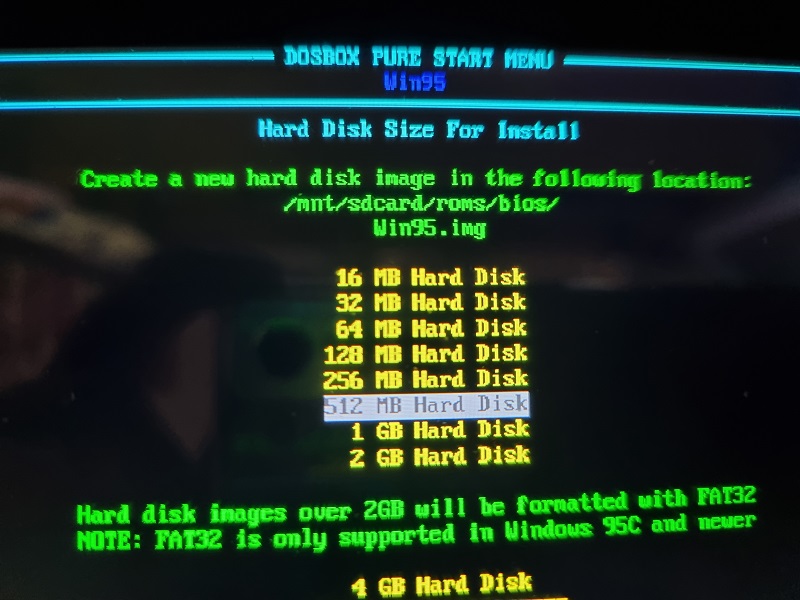 DOSBOX PURE START MENU
Win95
Hard Disk Size For Install
Create a new hard disk image in the following location:
/mnt/sdcard/roms/bios/
Win95.img
16 MB Hard Disk
32 MB Hard Disk
64 MB Hard Disk
128 MB Hard Disk
256 MB Hard Disk
512 MB Hard Disk
1 GB Hard Disk
2 GB Hard Disk
Hard disk images over 2GB will be formatted with FAT32
NOTE: FAT32 is only supported in Windows 95C and newer
4 GB Hard Disk